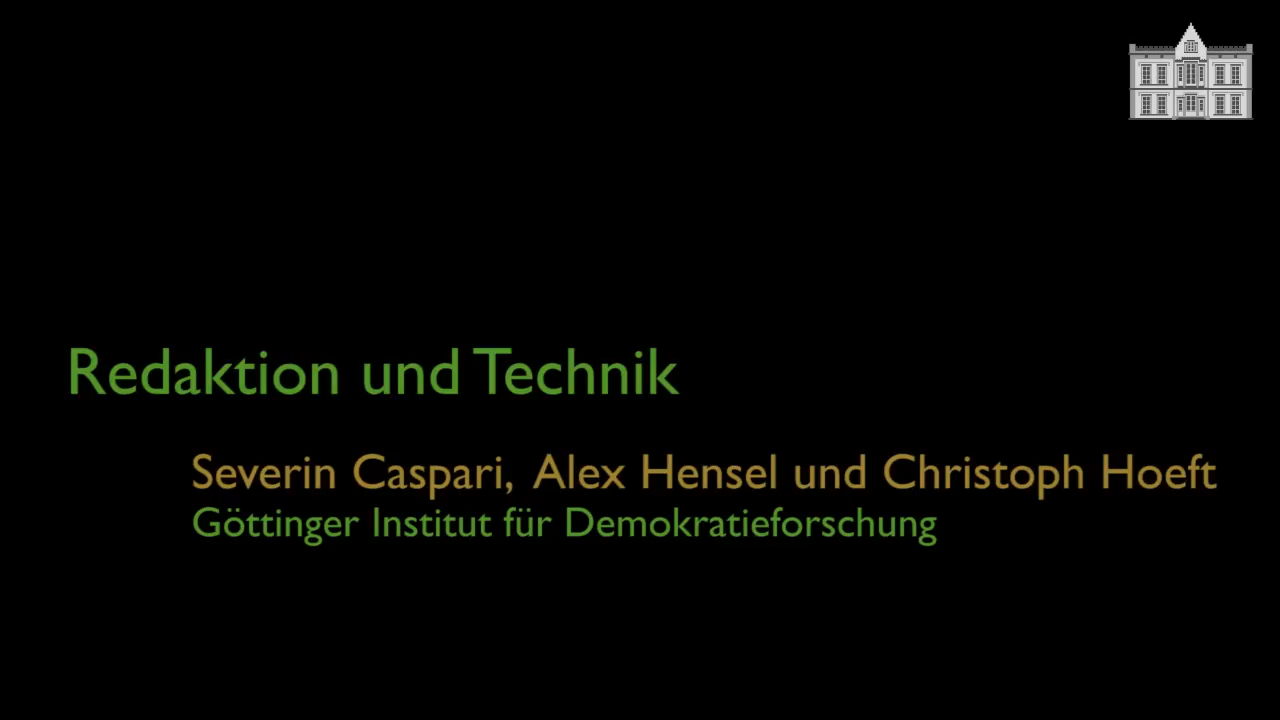 Redaktion und Technik
Severin Caspari, Alex Hensel und Christoph Hoeft
Göttinger Institut für Demokratieforschung